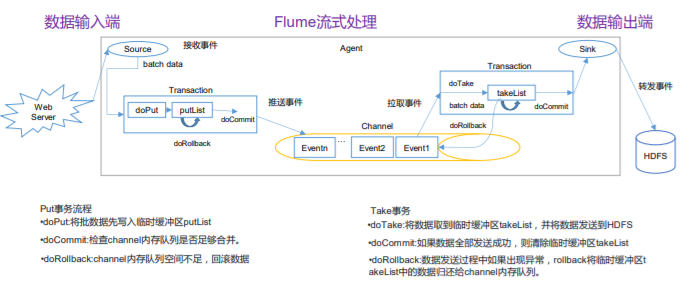 数据输入端
Flume流式处理
数据输出端
Source
接收事件
Agent
Sink
batch data
Transaction
Transaction
doTake
takeList
转发事件
Web
Server
doPut
putList
doCommit
推送事件
拉取事件
batch data
doCommit
doRollback
doRollback
Channel
Eventn
...
Event2
Event1
HDFS
Put事务流程
•doPut:将批数据先写入临时缓冲区putList
•doCommit:检查channel内存队列是否足够合并。
•doRollback:channel内存队列空间不足，回滚数据
Take事务
•doTake:将数据取到临时缓冲区takeList，并将数据发送到HDFS
•doCommit:如果数据全部发送成功，则清除临时缓冲区takeList
•doRollback:数据发送过程中如果出现异常，rollback将临时缓冲区t
akeList中的数据归还给channel内存队列。